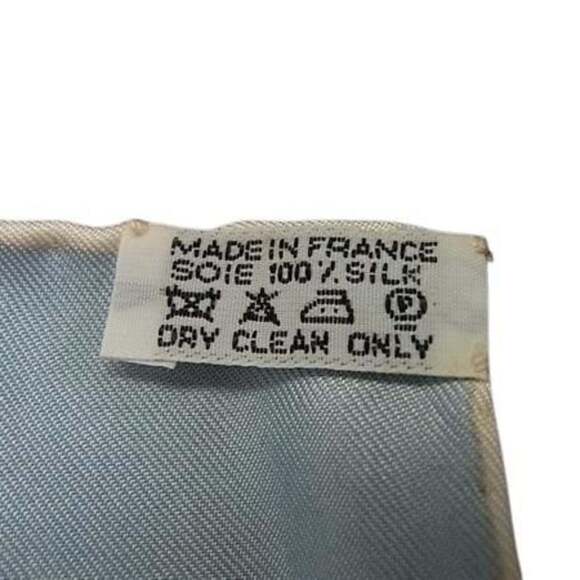 MADE IN FRANCE
SOIE 100% SILK
P
DRY CLEAN ONLY